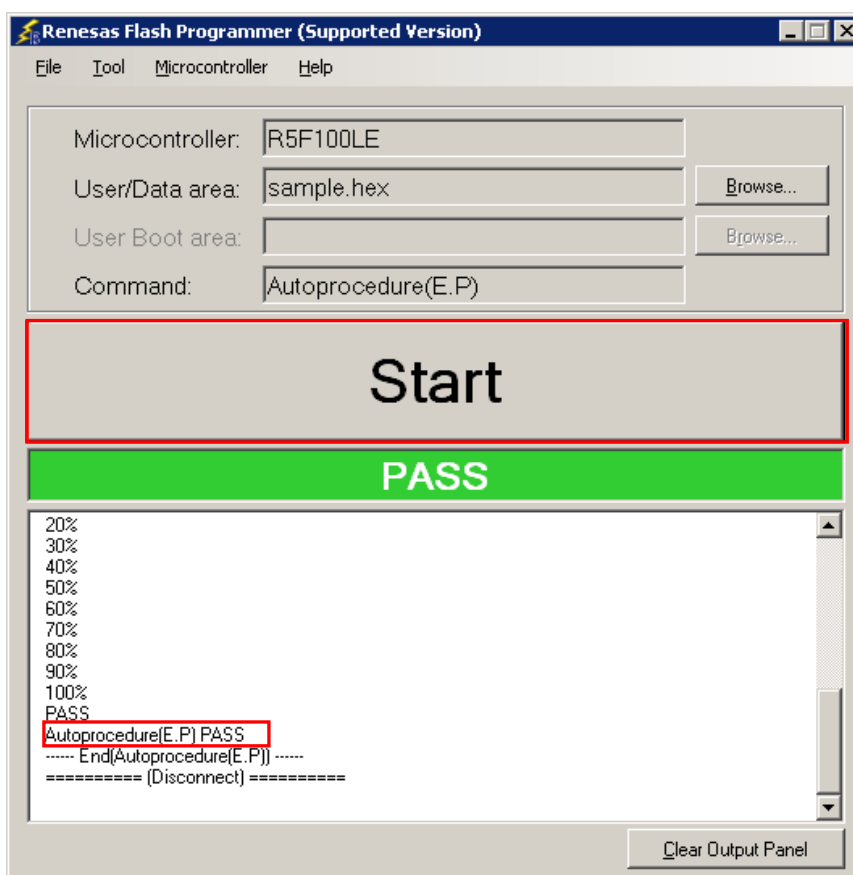 Renesas Flash Programmer (Supported Version)
File Tool Microcontroller Help
Microcontroller: R5F100LE
User/Data area: sample.hex Browse...
User Boot area: Browse...
Command: Autoprocedure(E.P)
Start
PASS
20%
30%
40%
50%
60%
70%
80%
90%
100%
PASS
Autoprocedure(E.P) PASS
------ End(Autoprocedure(E.P)) ------
========== (Disconnect) ==========
Clear Output Panel